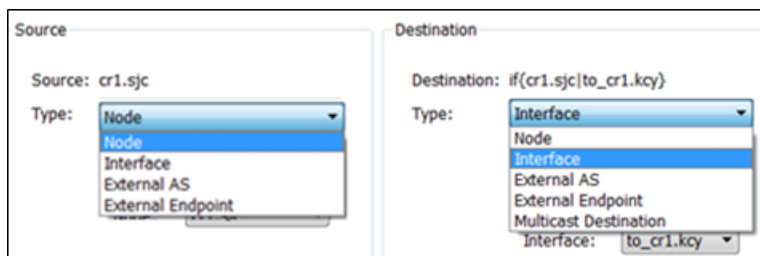 Source
Source: cr1.sjc
Type: Node
Node
Interface
External AS
External Endpoint
Destination
Destination: if{cr1.sjc|to_cr1.kcy}
Type: Interface
Node
Interface
External AS
External Endpoint
Multicast Destination
Interface: to_cr1.kcy